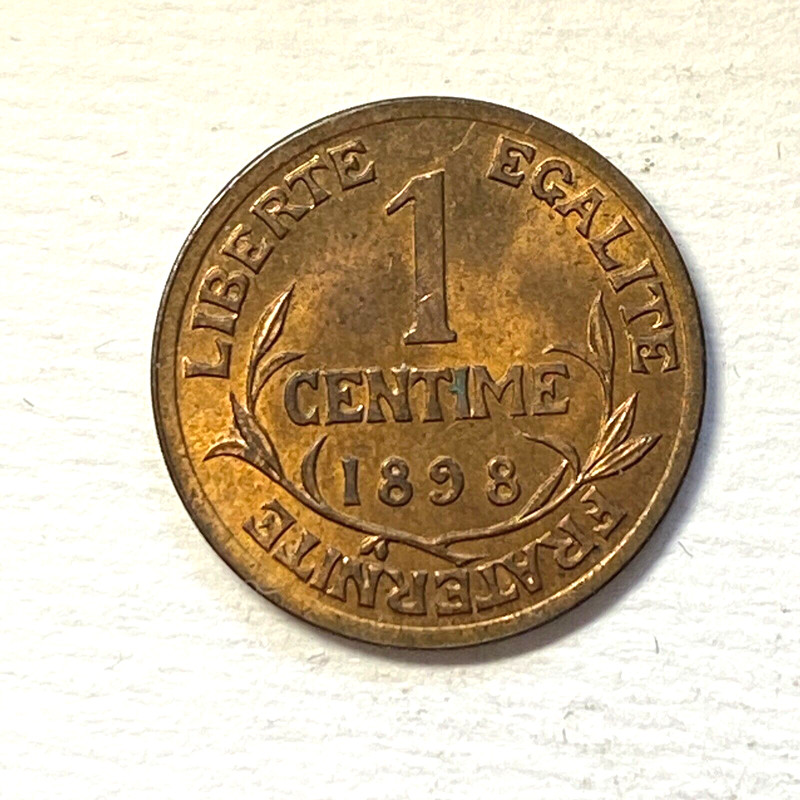 LIBERTE EGALITE
1
CENTIME
1898
FRATERNITE